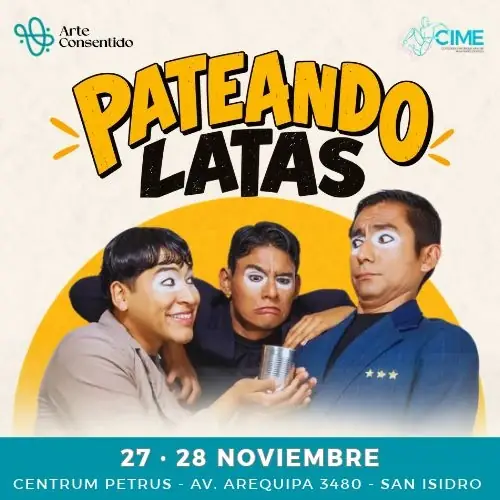 Arte
Consentido
CIME
PATEANDO
LATAS
27 · 28 NOVIEMBRE
CENTRUM PETRUS - AV. AREQUIPA 3480 - SAN ISIDRO